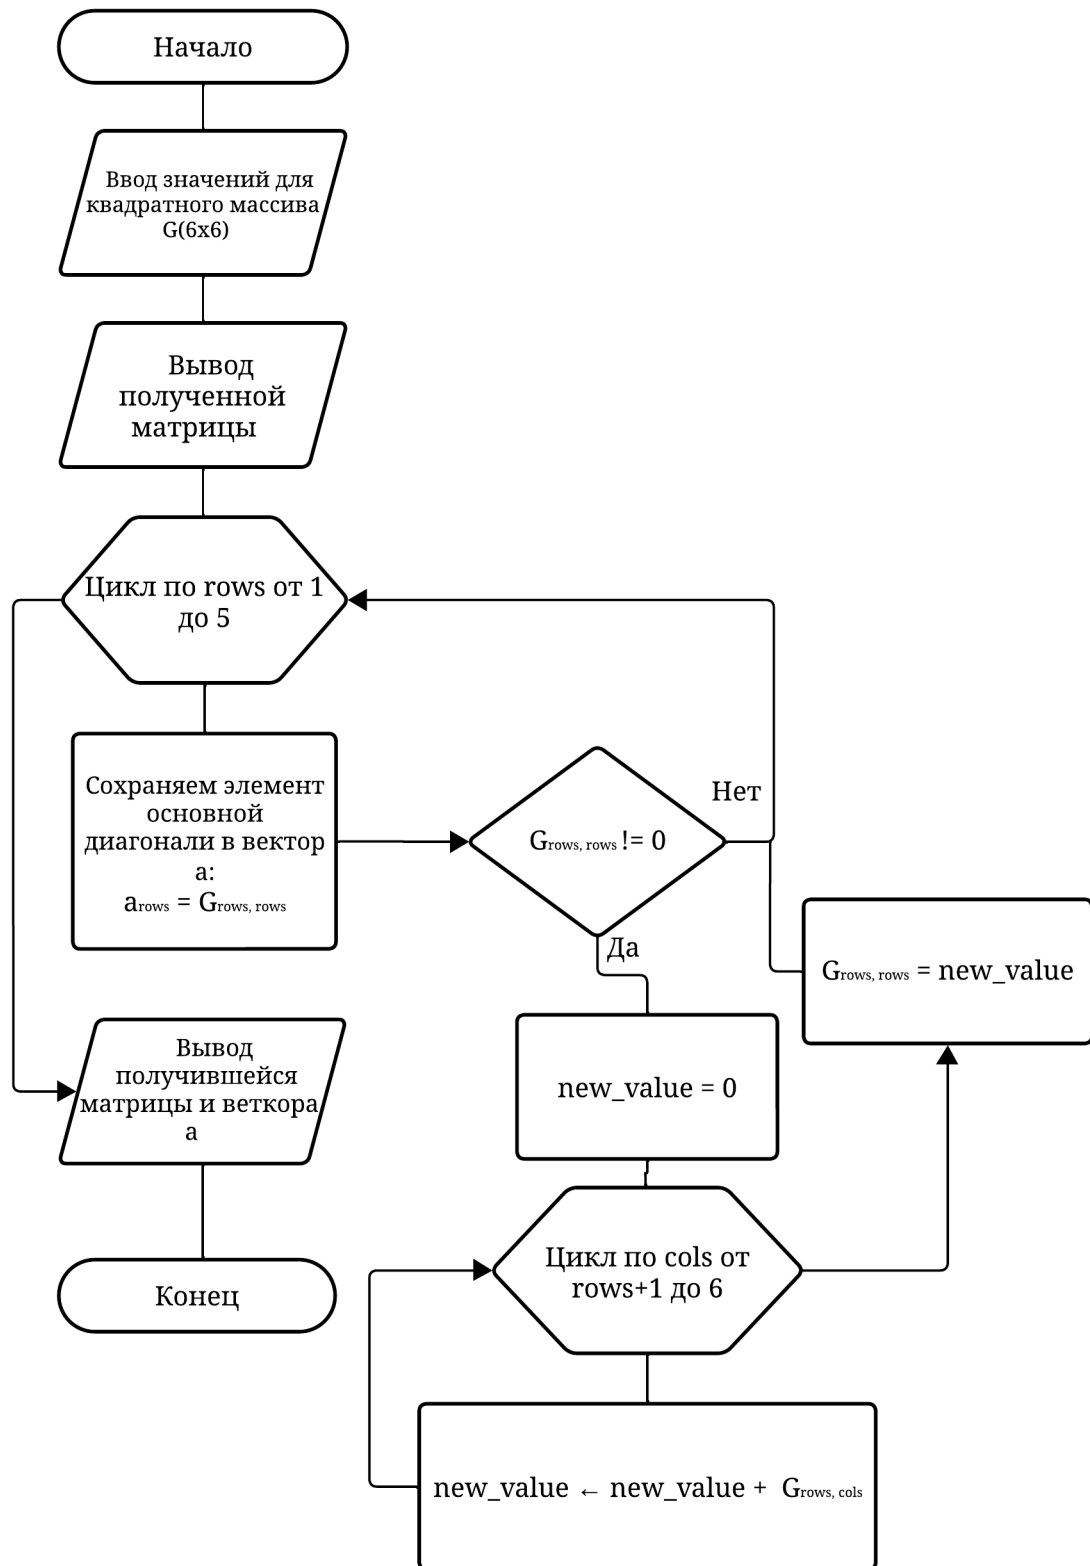 Начало
Ввод значений для
квадратного массива
G(6x6)
Вывод
полученной
матрицы
Цикл по rows от 1
до 5
Сохраняем элемент
основной
диагонали в вектор
a:
arows = Grows, rows
Grows, rows != 0
Нет
Да
Grows, rows = new_value
new_value = 0
Вывод
получившейся
матрицы и веткора
a
Цикл по cols от
rows+1 до 6
Конец
new_value ← new_value + Grows, cols